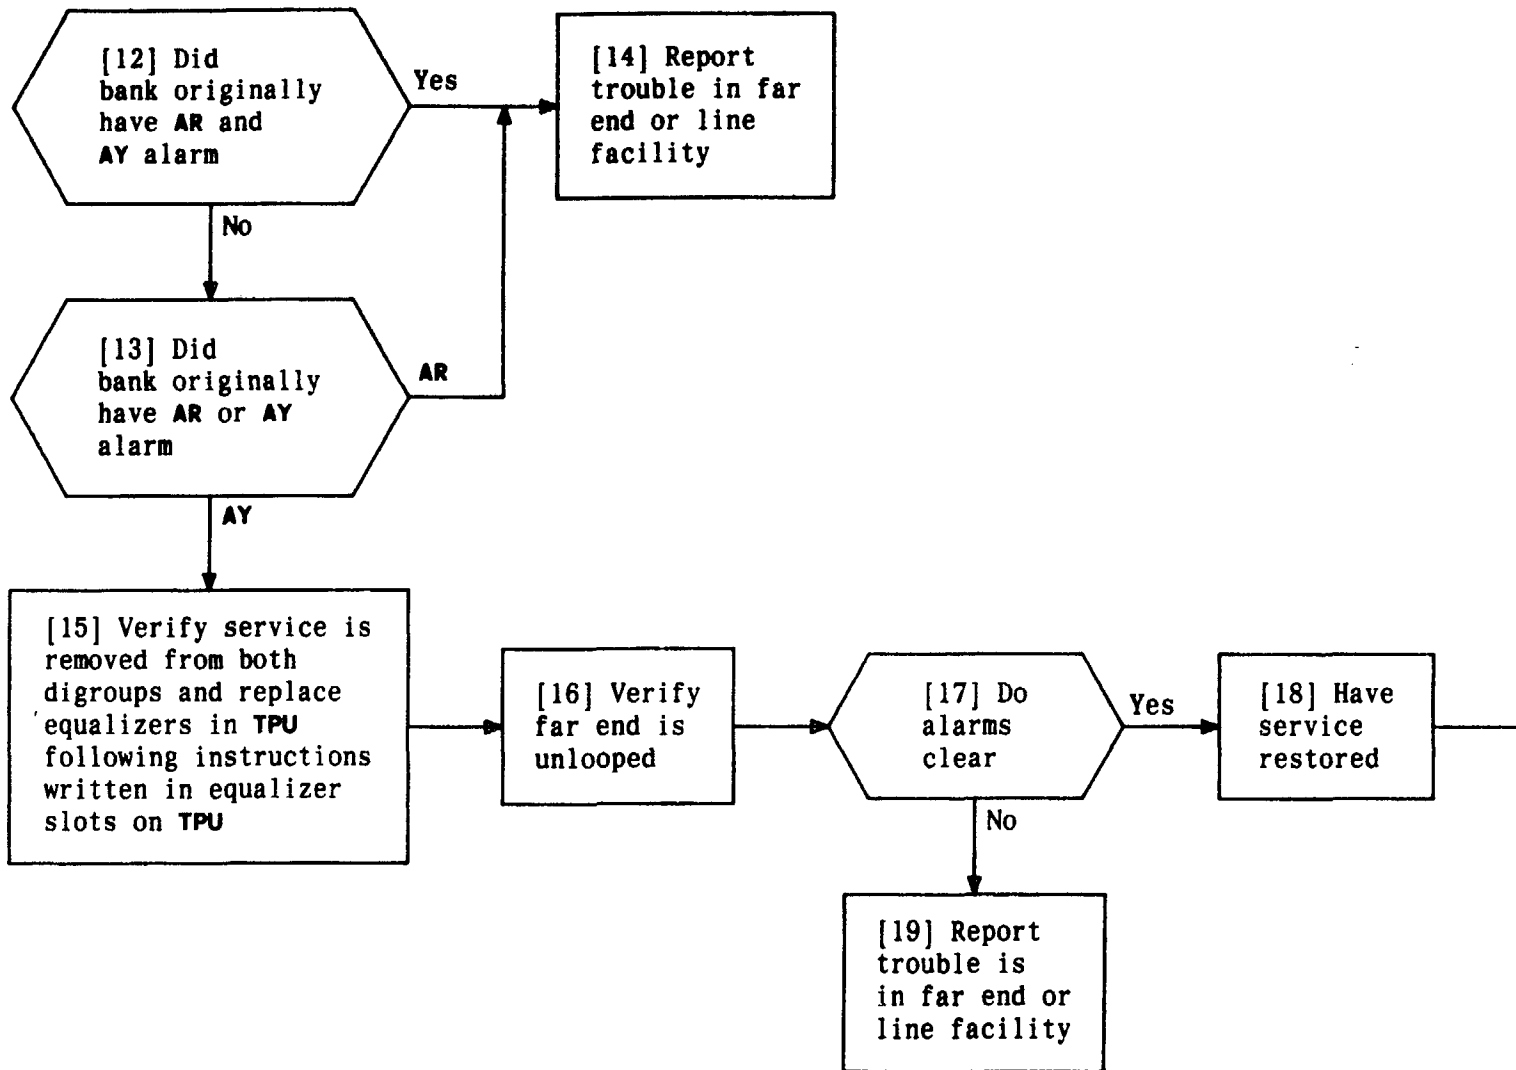 [12] Did
bank originally
have AR and
AY alarm
Yes
[14] Report
trouble in far
end or line
facility
No
[13] Did
bank originally
have AR or AY
alarm
AR
AY
[15] Verify service is
removed from both
digroups and replace
equalizers in TPU
following instructions
written in equalizer
slots on TPU
[16] Verify
far end is
unlooped
[17] Do
alarms
clear
Yes
[18] Have
service
restored
No
[19] Report
trouble is
in far end or
line facility